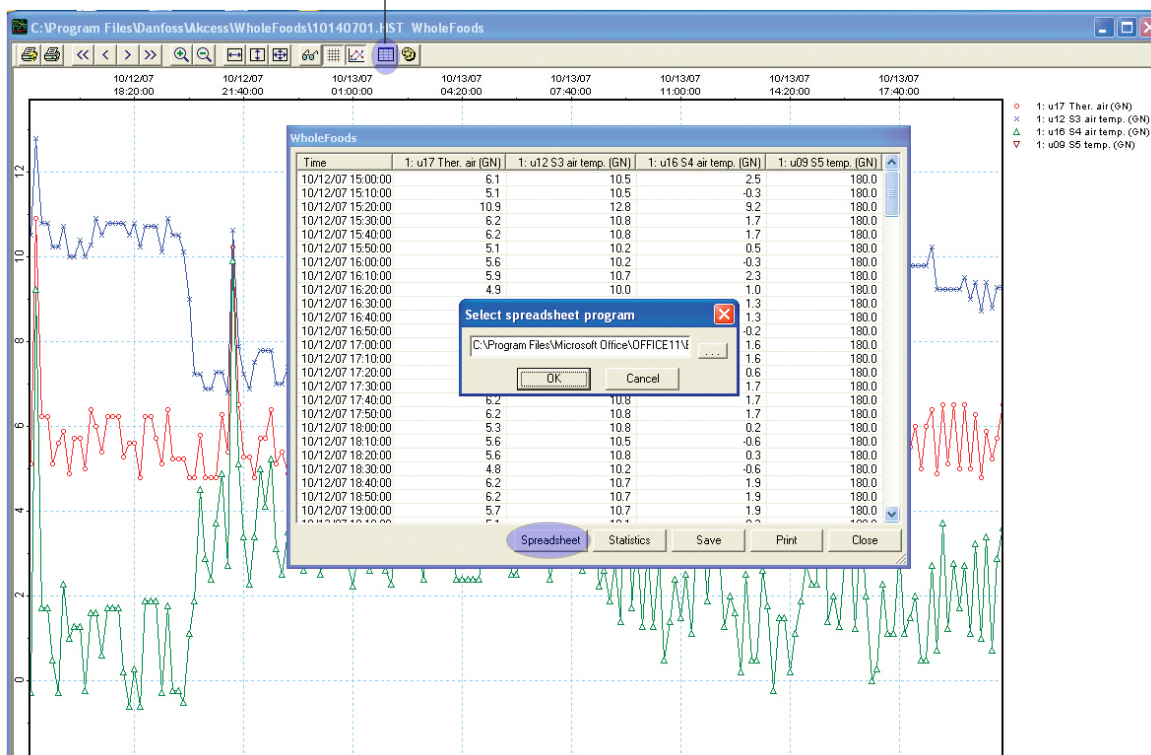 C:\Program Files\Danfoss\Akcess\WholeFoods\10140701.HST WholeFoods
10/12/07 10/12/07 10/13/07 10/13/07 10/13/07 10/13/07 10/13/07 10/13/07
18:20:00 21:40:00 01:00:00 04:20:00 07:40:00 11:00:00 14:20:00 17:40:00
1: u17 Ther. air (GN)
1: u12 S3 air temp. (GN)
1: u16 S4 air temp. (GN)
1: u09 S5 temp. (GN)
12
10
8
6
4
2
0
WholeFoods
Time 1: u17 Ther. air (GN) 1: u12 S3 air temp. (GN) 1: u16 S4 air temp. (GN) 1: u09 S5 temp. (GN)
10/12/07 15:00:00 6.1 10.5 2.5 180.0
10/12/07 15:10:00 5.1 10.5 -0.3 180.0
10/12/07 15:20:00 10.9 12.8 9.2 180.0
10/12/07 15:30:00 6.2 10.8 1.7 180.0
10/12/07 15:40:00 6.2 10.8 1.7 180.0
10/12/07 15:50:00 5.1 10.2 0.5 180.0
10/12/07 16:00:00 5.6 10.2 -0.3 180.0
10/12/07 16:10:00 5.9 10.7 2.3 180.0
10/12/07 16:20:00 4.9 10.0 1.0 180.0
10/12/07 16:30:00 1.3 180.0
10/12/07 16:40:00 1.3 180.0
10/12/07 16:50:00 -0.2 180.0
10/12/07 17:00:00 1.6 180.0
10/12/07 17:10:00 1.6 180.0
10/12/07 17:20:00 0.6 180.0
10/12/07 17:30:00 1.7 180.0
10/12/07 17:40:00 6.2 10.8 1.7 180.0
10/12/07 17:50:00 6.2 10.8 1.7 180.0
10/12/07 18:00:00 5.3 10.8 0.2 180.0
10/12/07 18:10:00 5.6 10.5 -0.6 180.0
10/12/07 18:20:00 5.6 10.8 0.3 180.0
10/12/07 18:30:00 4.8 10.2 -0.6 180.0
10/12/07 18:40:00 6.2 10.7 1.9 180.0
10/12/07 18:50:00 6.2 10.7 1.9 180.0
10/12/07 19:00:00 5.7 10.7 1.9 180.0
Select spreadsheet program
C:\Program Files\Microsoft Office\OFFICE11\E
...
OK Cancel
Spreadsheet Statistics Save Print Close